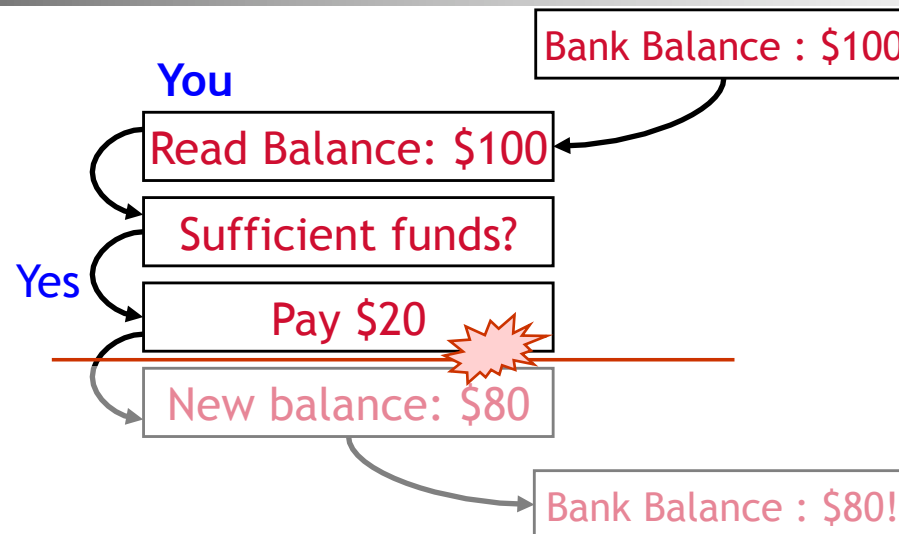 Bank Balance : $100
You
Read Balance: $100
Sufficient funds?
Yes
Pay $20
New balance: $80
Bank Balance : $80!